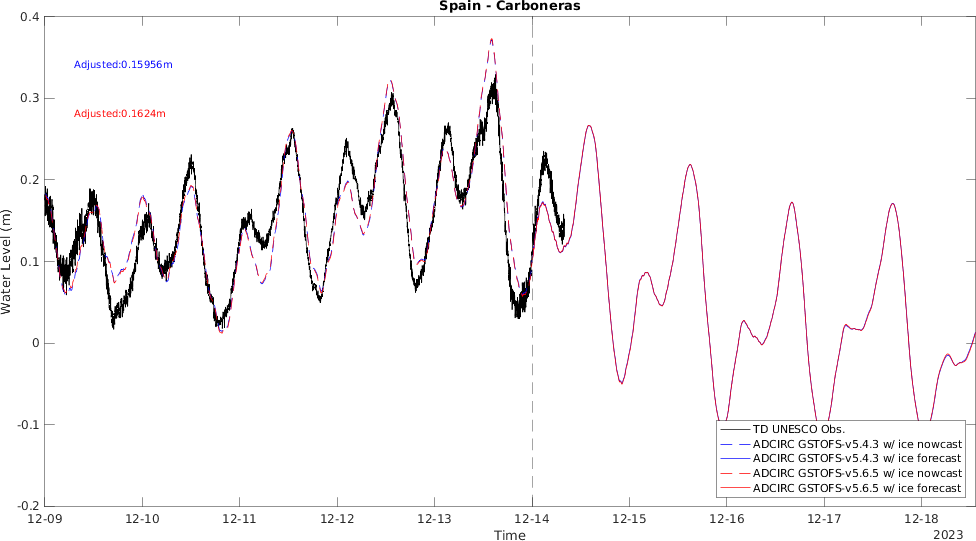 Spain - Carboneras
Adjusted:0.15956m
Adjusted:0.1624m
Water Level (m)
0.4
0.3
0.2
0.1
0
-0.1
-0.2
TD UNESCO Obs.
ADCIRC GSTOFS-v5.4.3 w/ ice nowcast
ADCIRC GSTOFS-v5.4.3 w/ ice forecast
ADCIRC GSTOFS-v5.6.5 w/ ice nowcast
ADCIRC GSTOFS-v5.6.5 w/ ice forecast
12-09 12-10 12-11 12-12 12-13 12-14 12-15 12-16 12-17 12-18
Time
2023